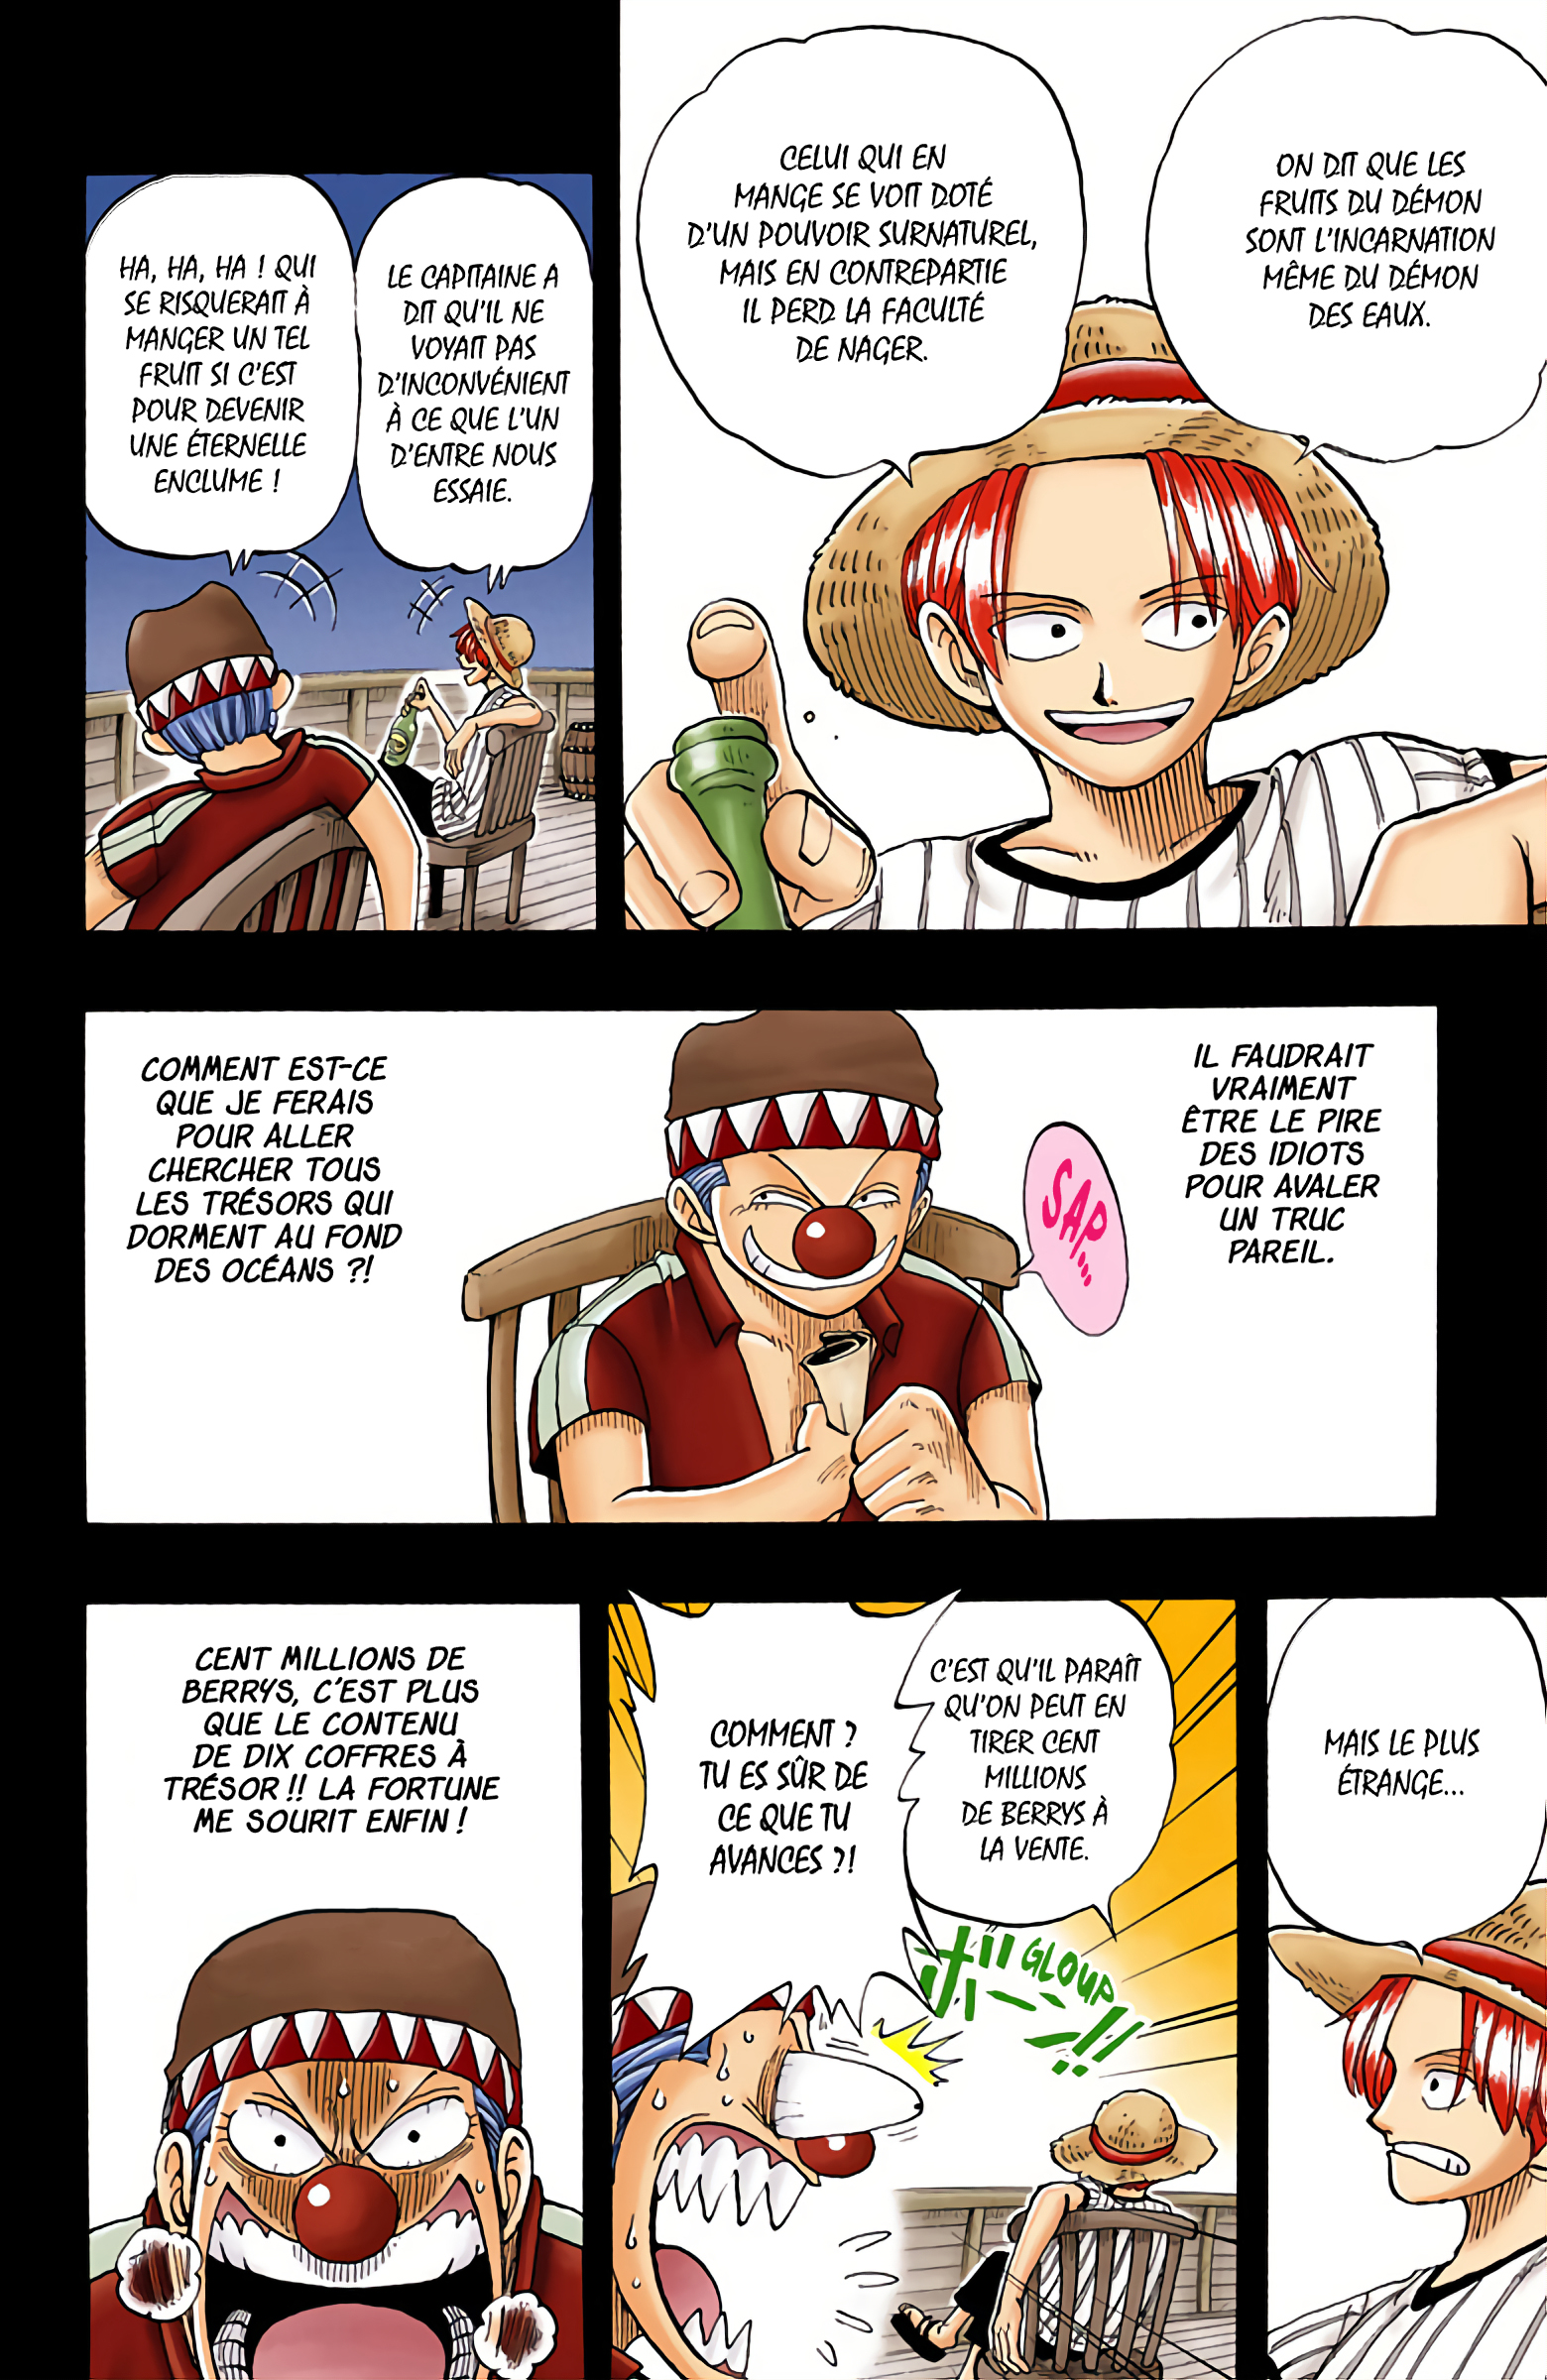 ON DIT QUE LES
FRUITS DU DÉMON
SONT L'INCARNATION
MÊME DU DÉMON
DES EAUX.
CELUI QUI EN
MANGE SE VOIT DOTÉ
D'UN POUVOIR SURNATUREL,
MAIS EN CONTREPARTIE
IL PERD LA FACULTÉ
DE NAGER.
LE CAPITAINE A
DIT QU'IL NE
VOYAIT PAS
D'INCONVÉNIENT
À CE QUE L'UN
D'ENTRE NOUS
ESSAIE.
HA, HA, HA ! QUI
SE RISQUERAIT À
MANGER UN TEL
FRUIT SI C'EST
POUR DEVENIR
UNE ÉTERNELLE
ENCLUME !
IL FAUDRAIT
VRAIMENT
ÊTRE LE PIRE
DES IDIOTS
POUR AVALER
UN TRUC
PAREIL.
SAP...
COMMENT EST-CE
QUE JE FERAIS
POUR ALLER
CHERCHER TOUS
LES TRÉSORS QUI
DORMENT AU FOND
DES OCÉANS ?!
MAIS LE PLUS
ÉTRANGE...
C'EST QU'IL PARAÎT
QU'ON PEUT EN
TIRER CENT
MILLIONS
DE BERRYS À
LA VENTE.
COMMENT ?
TU ES SÛR DE
CE QUE TU
AVANCES ?!
GLOUP
CENT MILLIONS DE
BERRYS, C'EST PLUS
QUE LE CONTENU
DE DIX COFFRES À
TRÉSOR !! LA FORTUNE
ME SOURIT ENFIN !